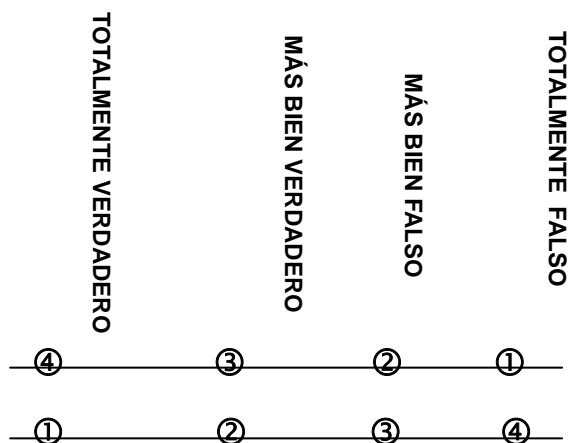 TOTALMENTE VERDADERO
MÁS BIEN VERDADERO
MÁS BIEN FALSO
TOTALMENTE FALSO
④ ③ ② ①
① ② ③ ④